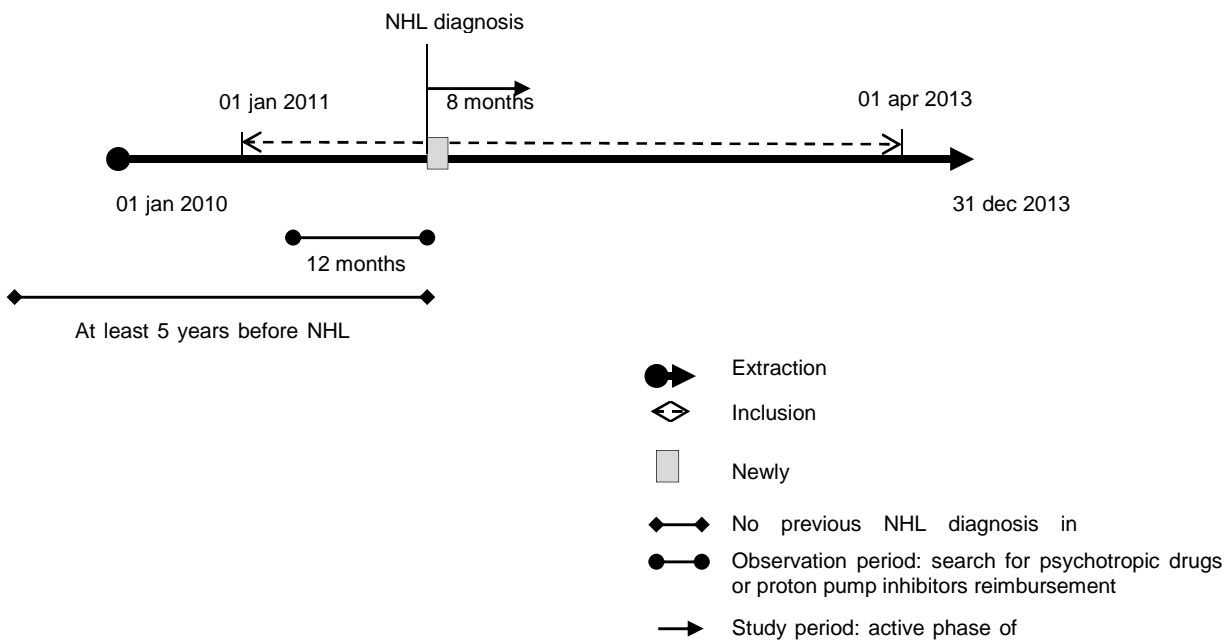 NHL diagnosis
01 jan 2011
8 months
01 apr 2013
01 jan 2010
31 dec 2013
12 months
At least 5 years before NHL
Extraction
Inclusion
Newly
No previous NHL diagnosis in
Observation period: search for psychotropic drugs
or proton pump inhibitors reimbursement
Study period: active phase of